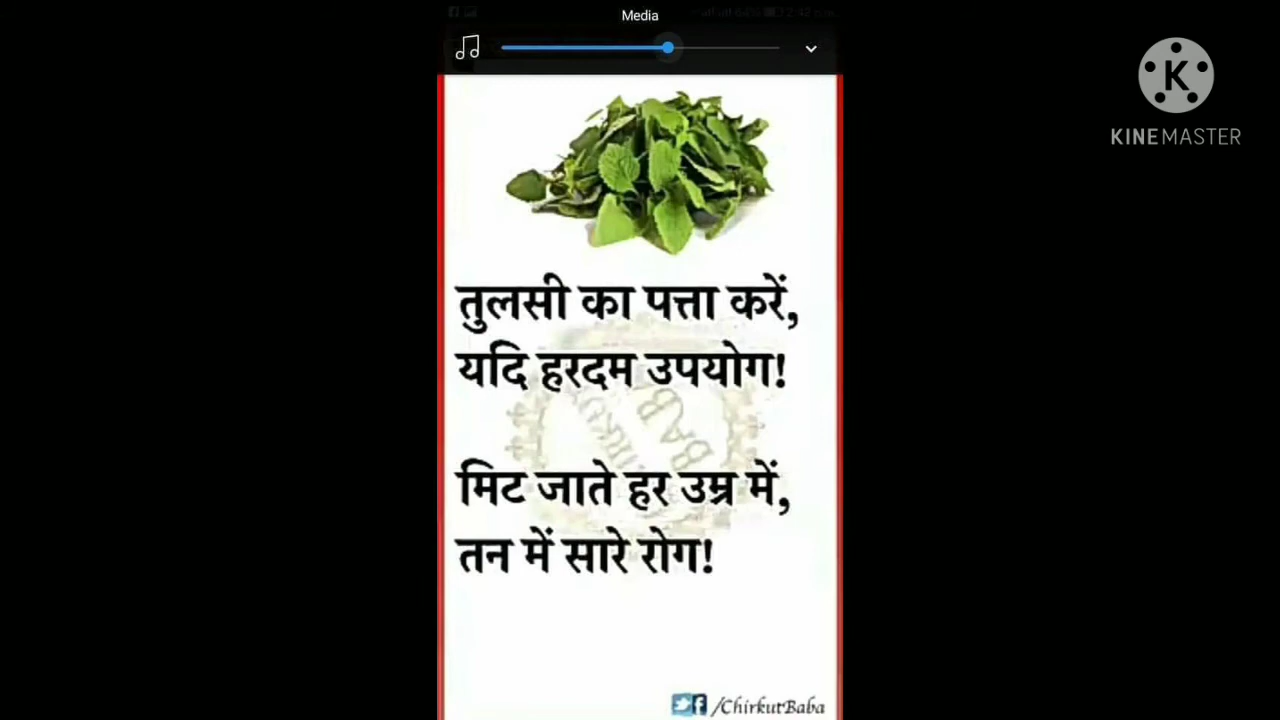 Media
K
KINEMASTER
तुलसी का पत्ता करें,
यदि हरदम उपयोग!
मिट जाते हर उम्र में,
तन में सारे रोग!
/ChirkutBaba